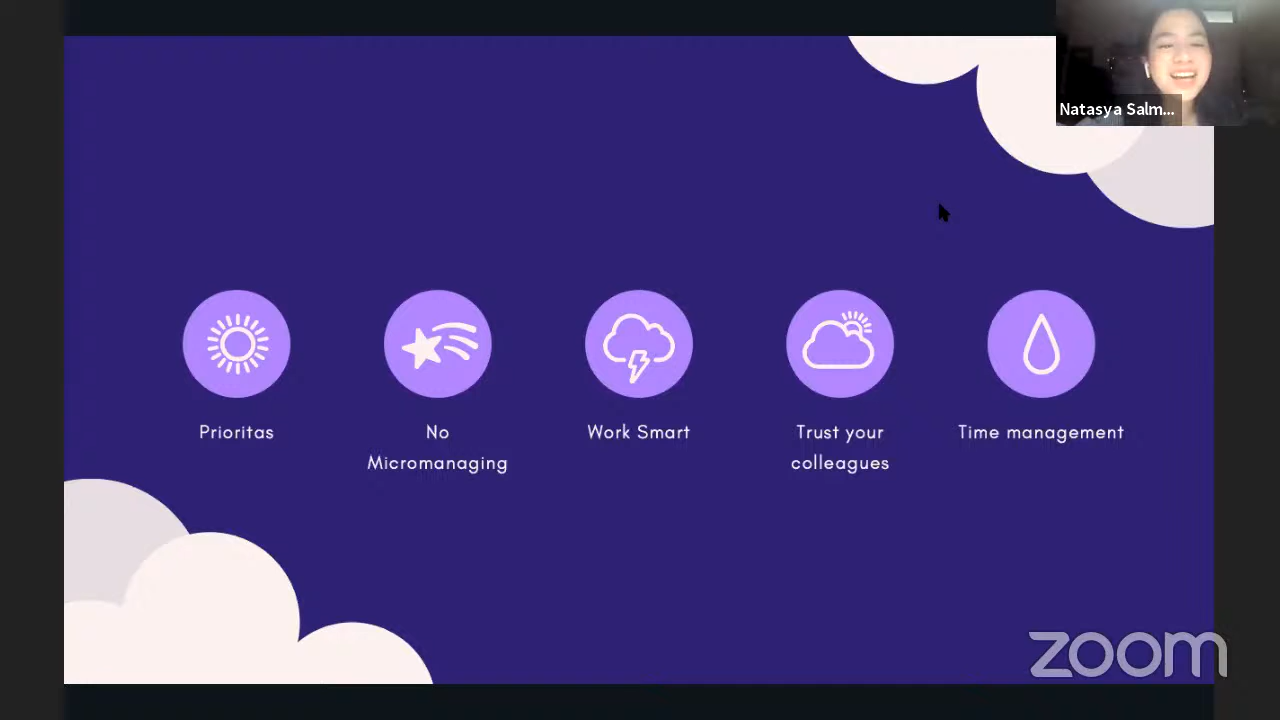 Natasya Salm...
Prioritas
No
Micromanaging
Work Smart
Trust your
colleagues
Time management
zoom